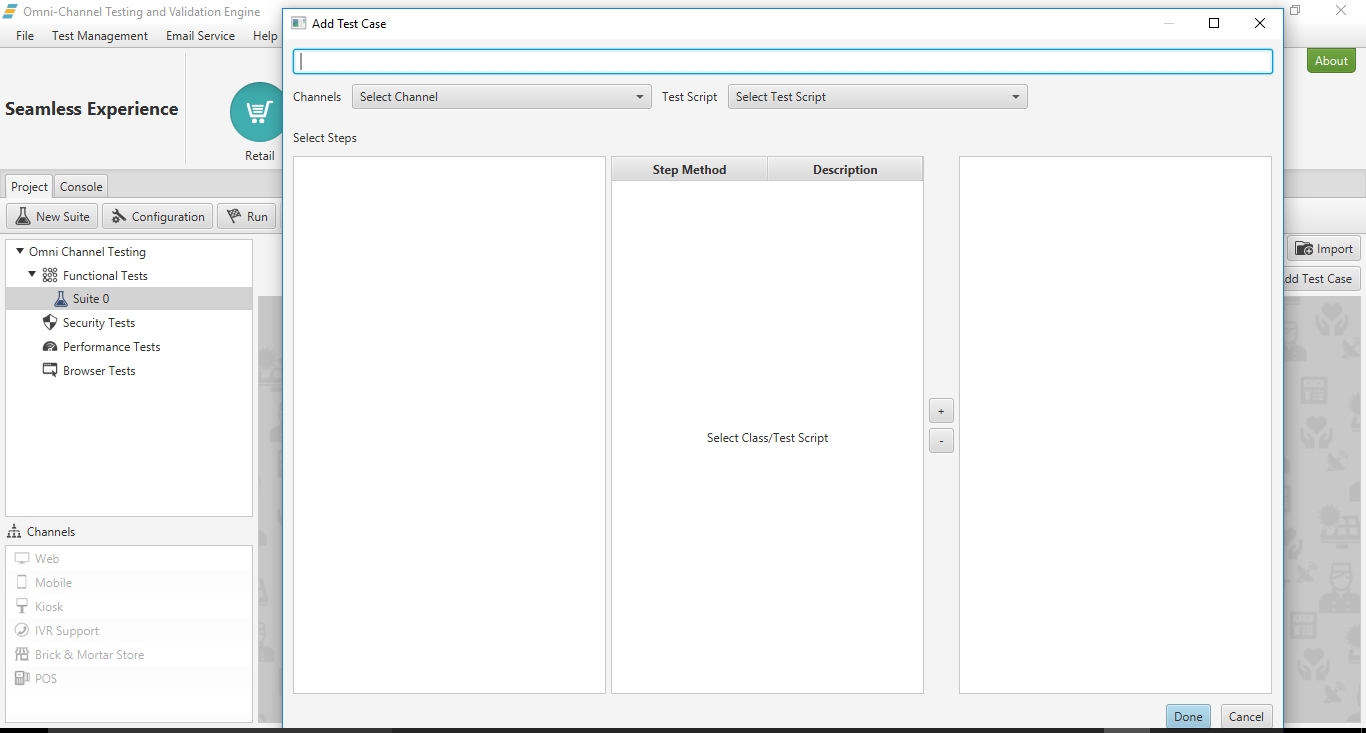 Omni-Channel Testing and Validation Engine
File Test Management Email Service Help
Seamless Experience
Retail
About
Project Console
New Suite Configuration Run
Omni Channel Testing
Functional Tests
Suite 0
Security Tests
Performance Tests
Browser Tests
Channels
Web
Mobile
Kiosk
IVR Support
Brick & Mortar Store
POS
Add Test Case
Channels Select Channel Test Script Select Test Script
Select Steps
Step Method Description
Select Class/Test Script
+
-
Done Cancel
Import
dd Test Case